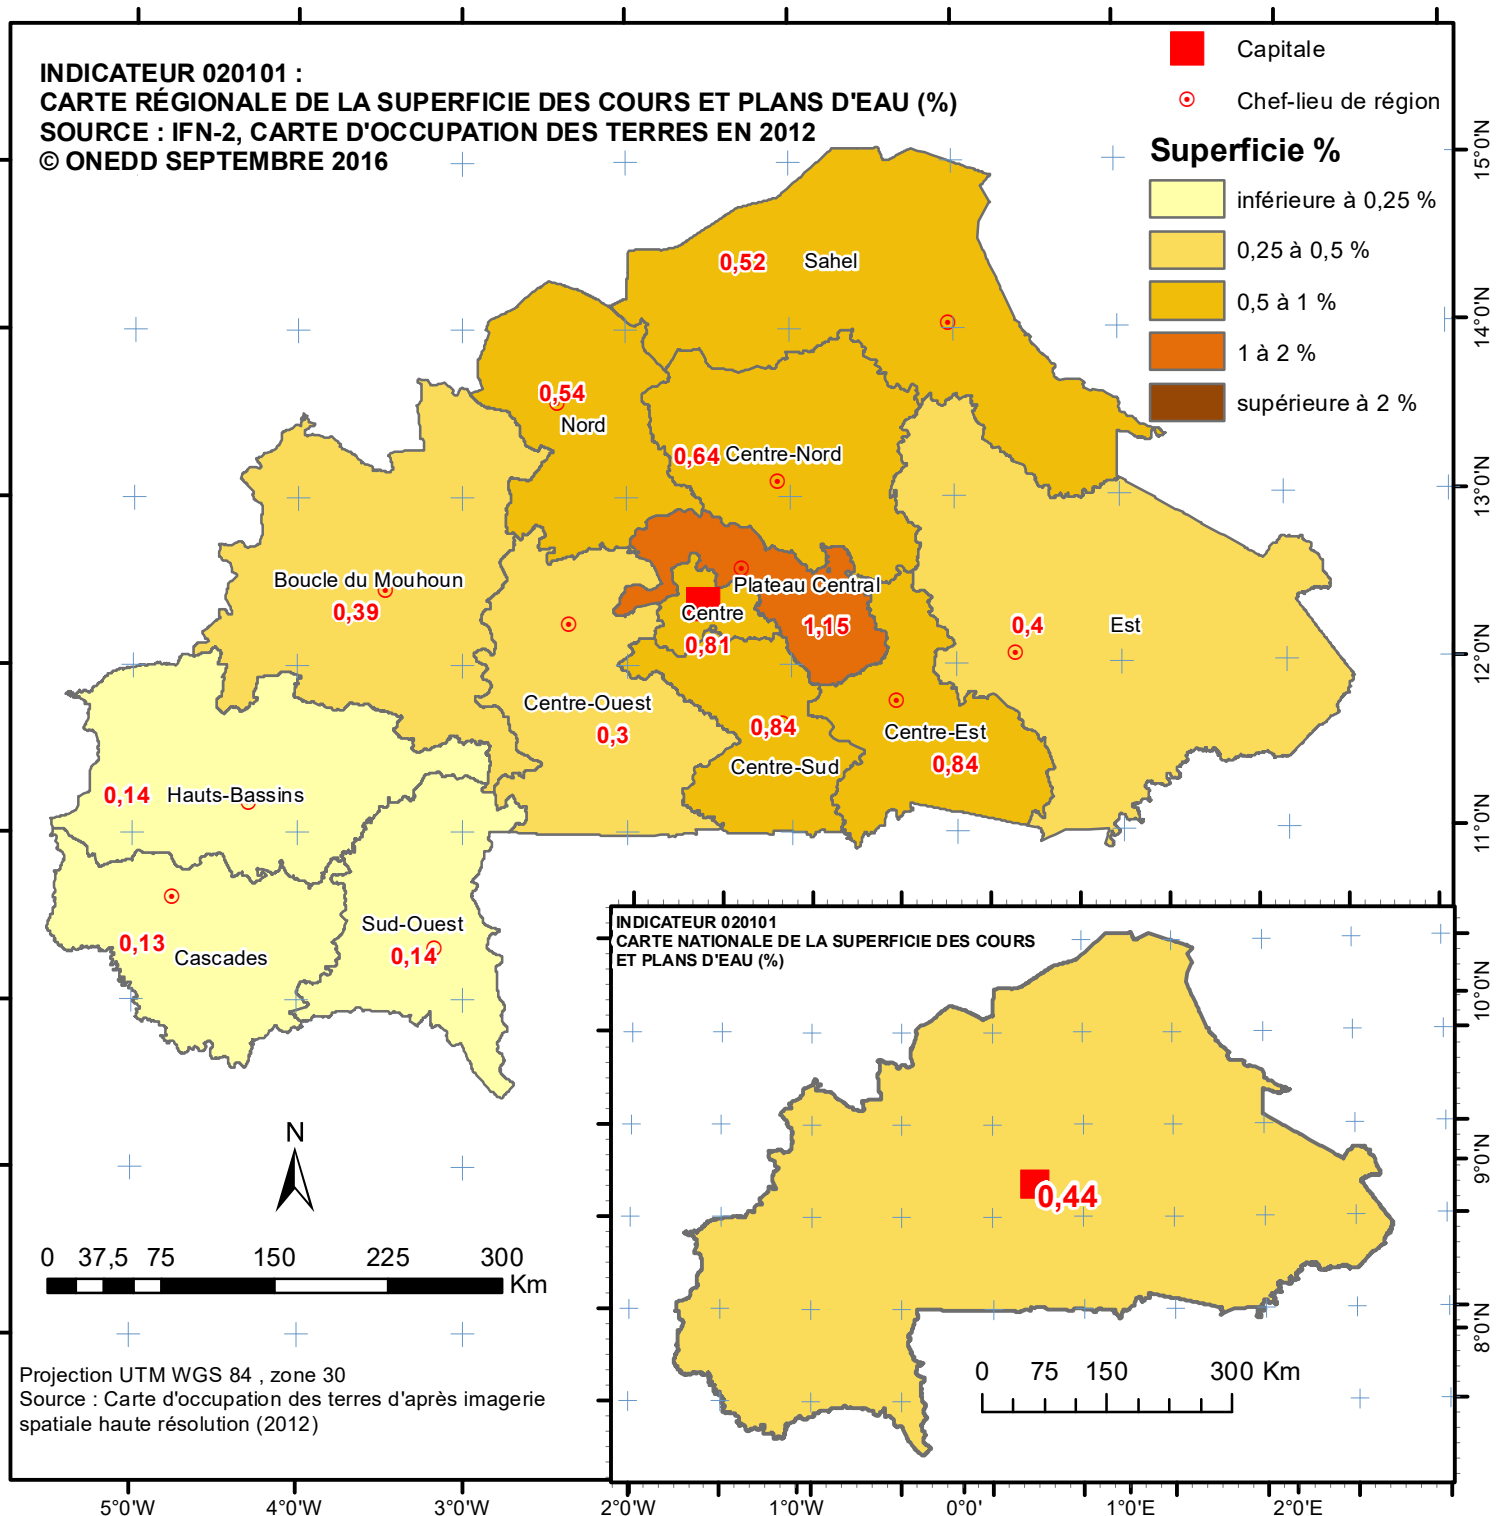 INDICATEUR 020101 :
CARTE RÉGIONALE DE LA SUPERFICIE DES COURS ET PLANS D'EAU (%)
SOURCE : IFN-2, CARTE D'OCCUPATION DES TERRES EN 2012
© ONEDD SEPTEMBRE 2016
Capitale
Chef-lieu de région
Superficie %
inférieure à 0,25 %
0,25 à 0,5 %
0,5 à 1 %
1 à 2 %
supérieure à 2 %
0,52 Sahel
0,54
Nord
0,64 Centre-Nord
Boucle du Mouhoun
0,39
Plateau Central
1,15
Centre
0,81
0,4 Est
Centre-Ouest
0,3
0,84
Centre-Sud
Centre-Est
0,84
0,14 Hauts-Bassins
0,13 Cascades
Sud-Ouest
0,14
N
0 37,5 75 150 225 300
Km
Projection UTM WGS 84 , zone 30
Source : Carte d'occupation des terres d'après imagerie
spatiale haute résolution (2012)
INDICATEUR 020101
CARTE NATIONALE DE LA SUPERFICIE DES COURS
ET PLANS D'EAU (%)
0,44
0 75 150 300 Km
15°0'N
14°0'N
13°0'N
12°0'N
11°0'N
10°0'N
9°0'N
8°0'N
5°0'W 4°0'W 3°0'W 2°0'W 1°0'W 0°0' 1°0'E 2°0'E